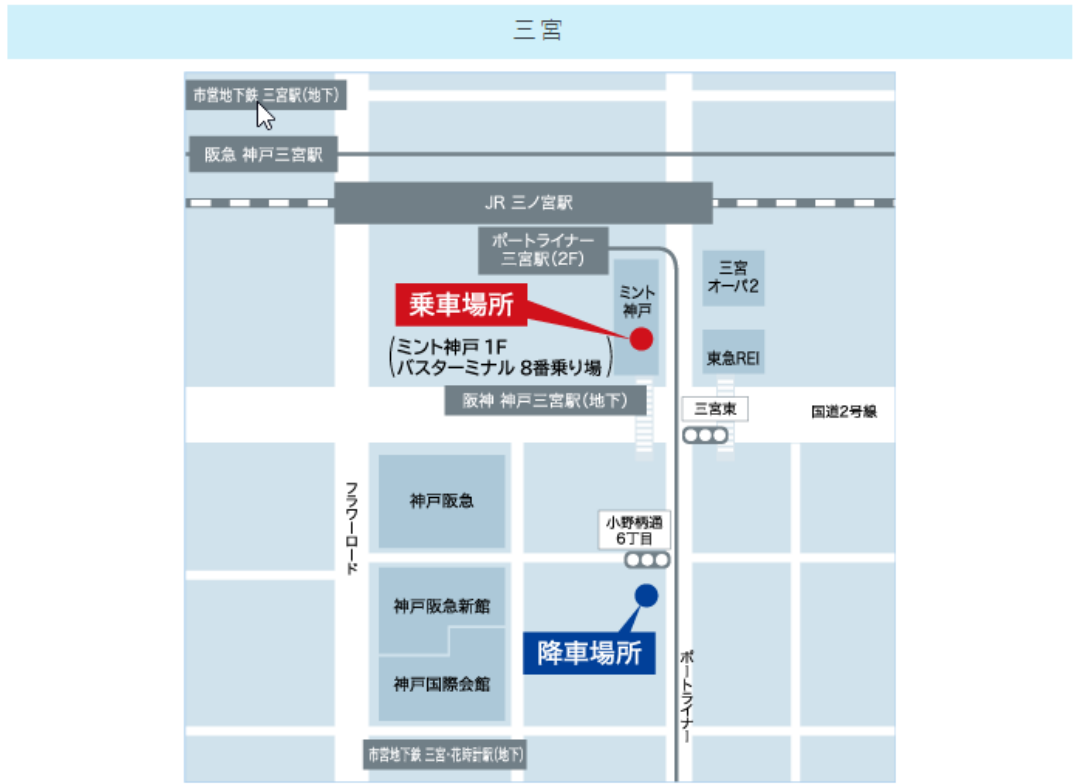 三宮
市営地下鉄 三宮駅(地下)
阪急 神戸三宮駅
JR 三ノ宮駅
ポートライナー
三宮駅(2F)
ミント
神戸
三宮
オーパ2
乗車場所
(ミント神戸 1F
バスターミナル 8番乗り場)
東急REI
阪神 神戸三宮駅(地下)
三宮東
国道2号線
フラワーロード
神戸阪急
小野柄通
6丁目
神戸阪急新館
降車場所
神戸国際会館
ポートライナー
市営地下鉄 三宮・花時計駅(地下)